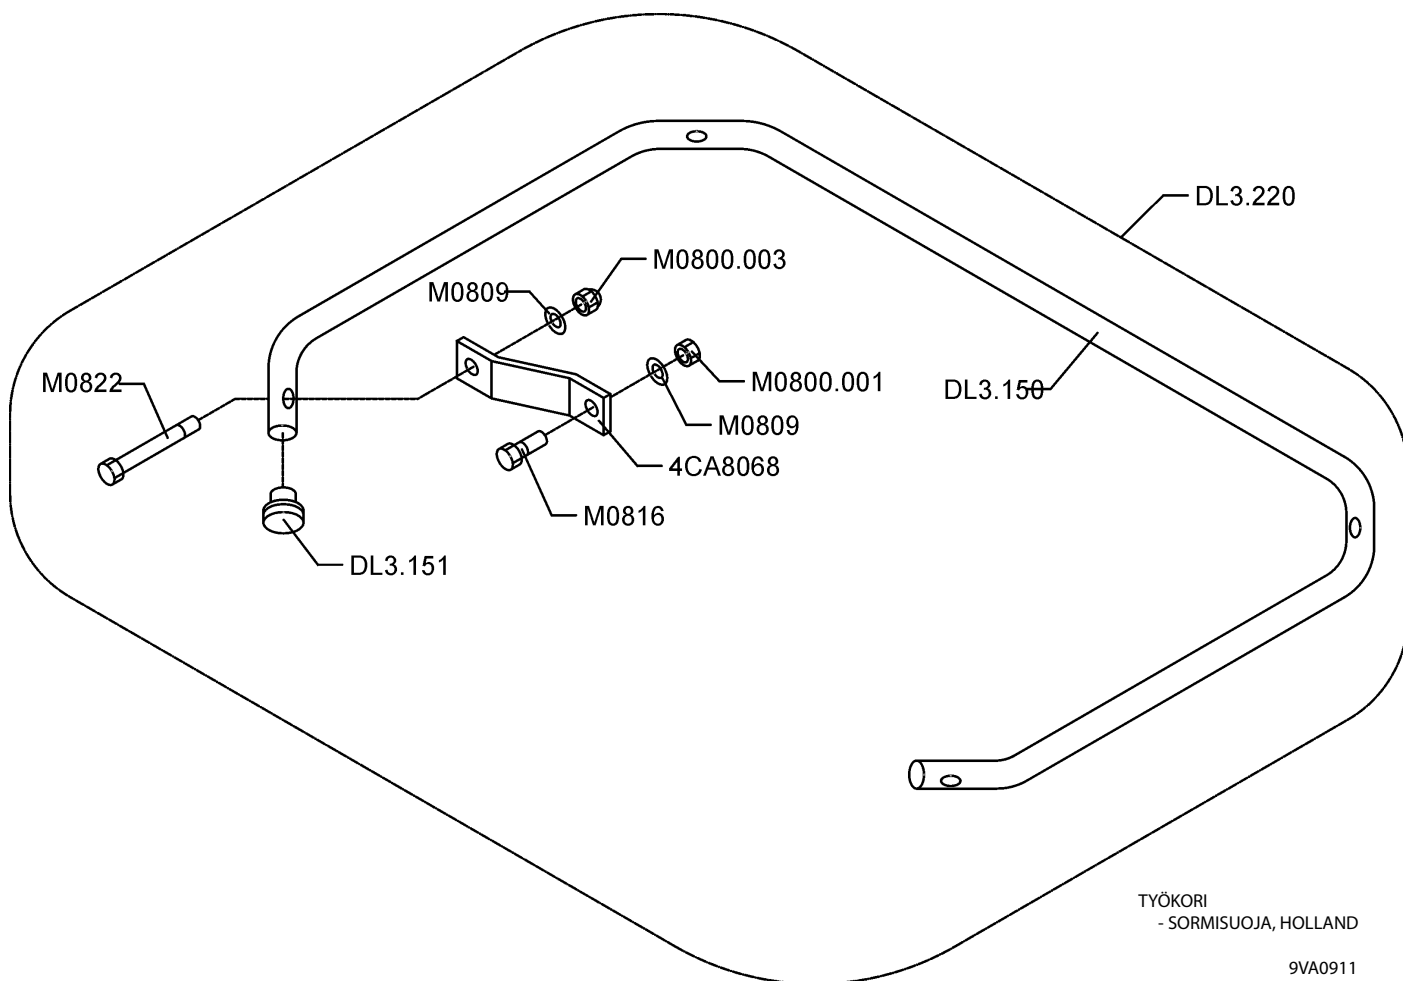 DL3.220
M0800.003
M0809
M0822
M0800.001
DL3.150
M0809
4CA8068
M0816
DL3.151
TYÖKORI
- SORMISUOJA, HOLLAND
9VA0911